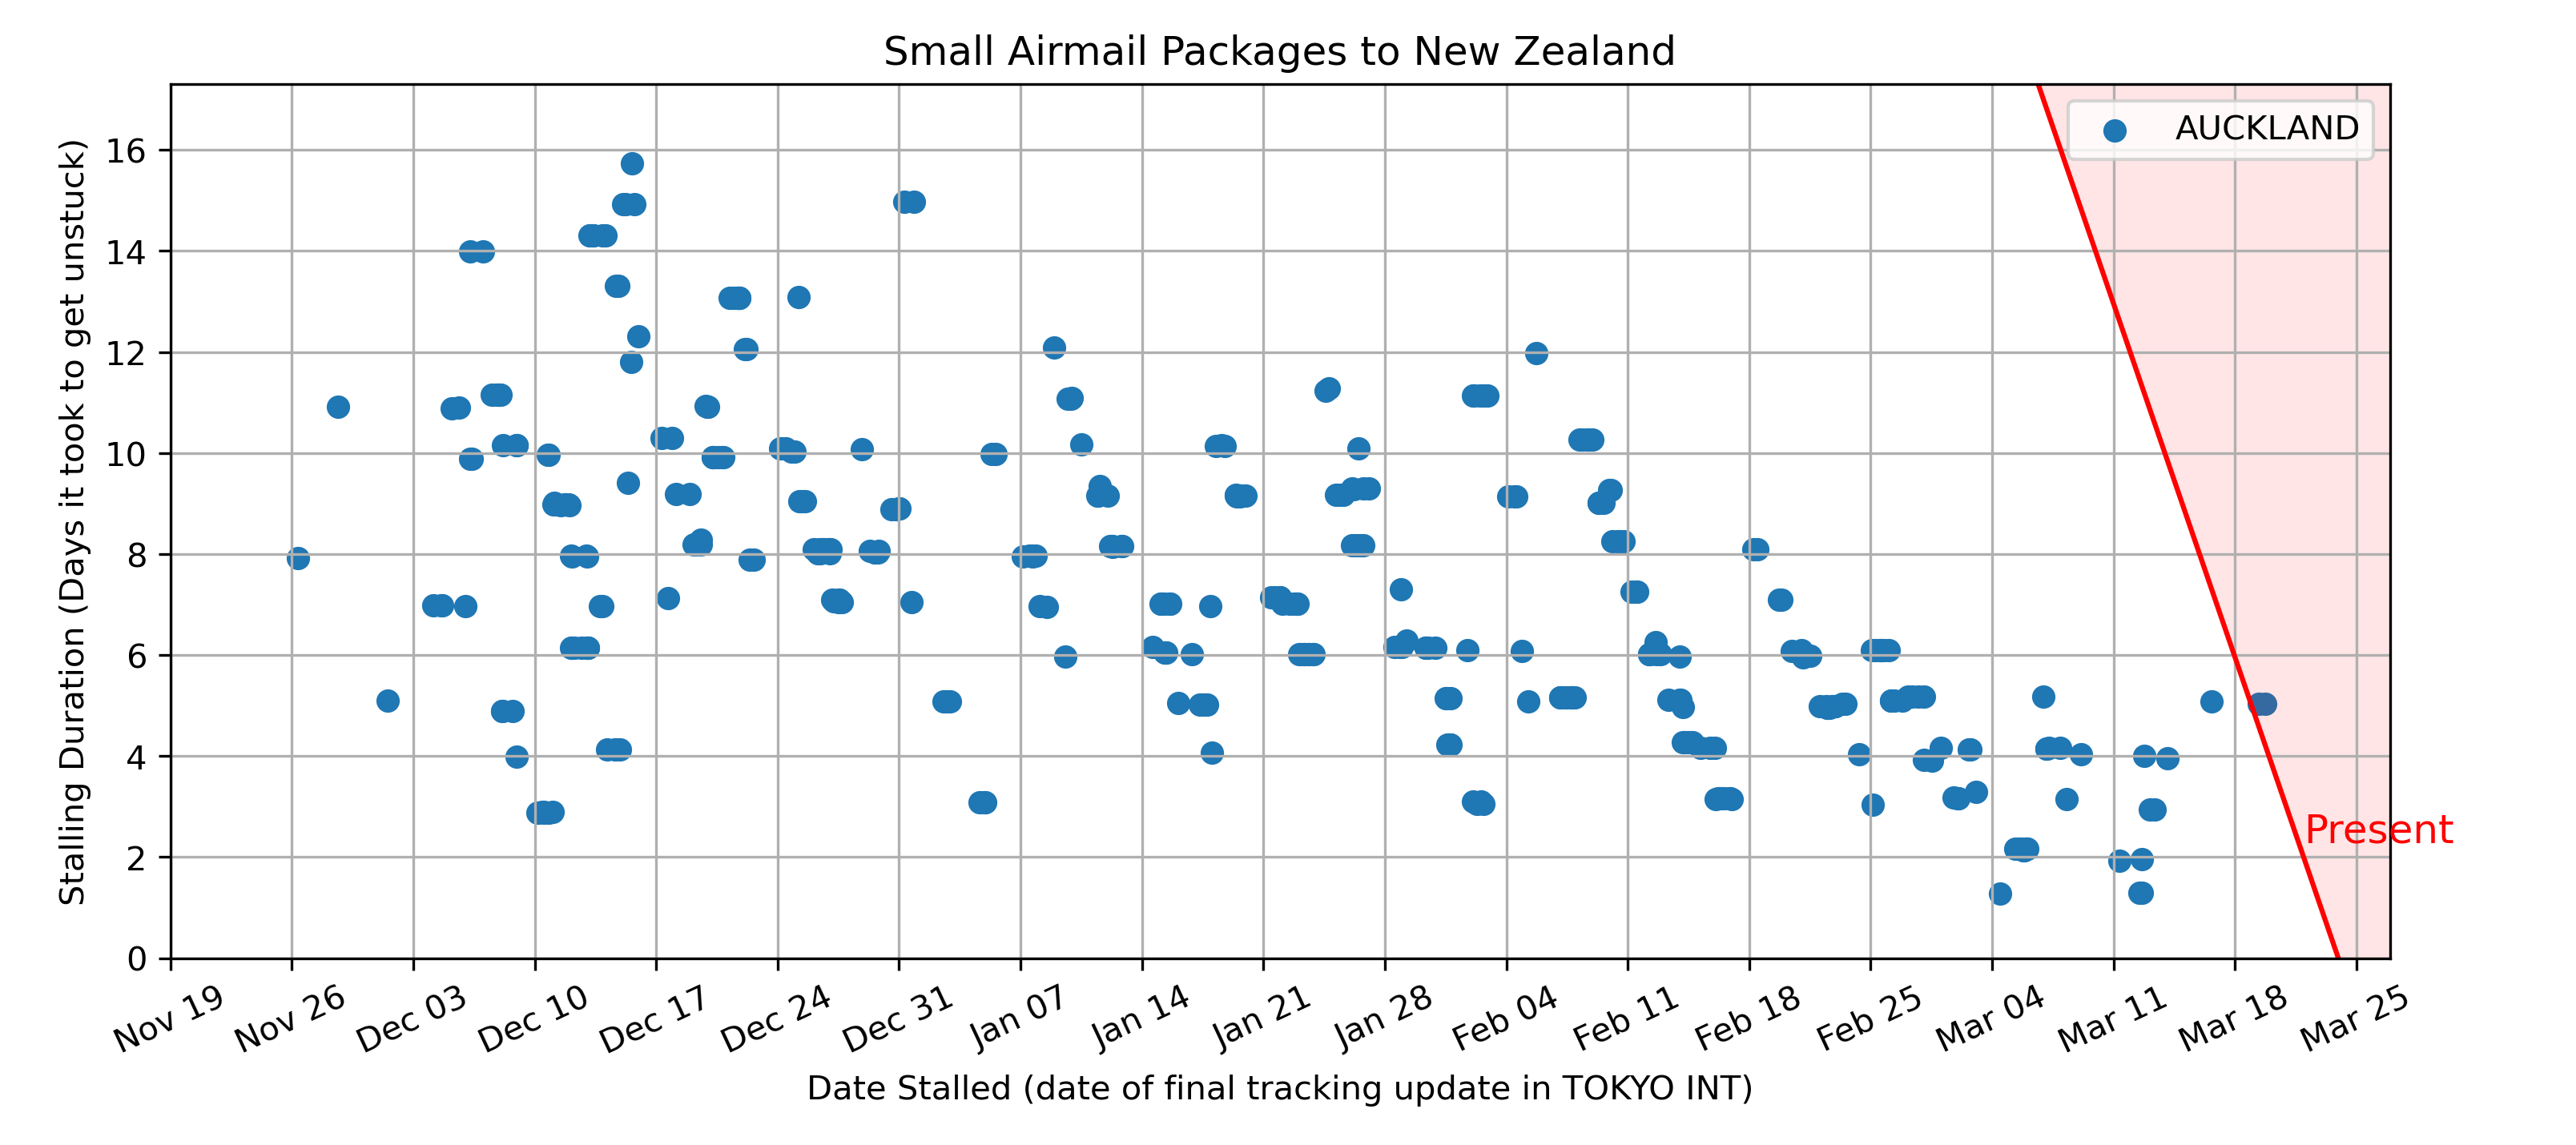 Small Airmail Packages to New Zealand
AUCKLAND
Stalling Duration (Days it took to get unstuck)
16
14
12
10
8
6
4
2
0
Present
Nov 19
Nov 26
Dec 03
Dec 10
Dec 17
Dec 24
Dec 31
Jan 07
Jan 14
Jan 21
Jan 28
Feb 04
Feb 11
Feb 18
Feb 25
Mar 04
Mar 11
Mar 18
Mar 25
Date Stalled (date of final tracking update in TOKYO INT)